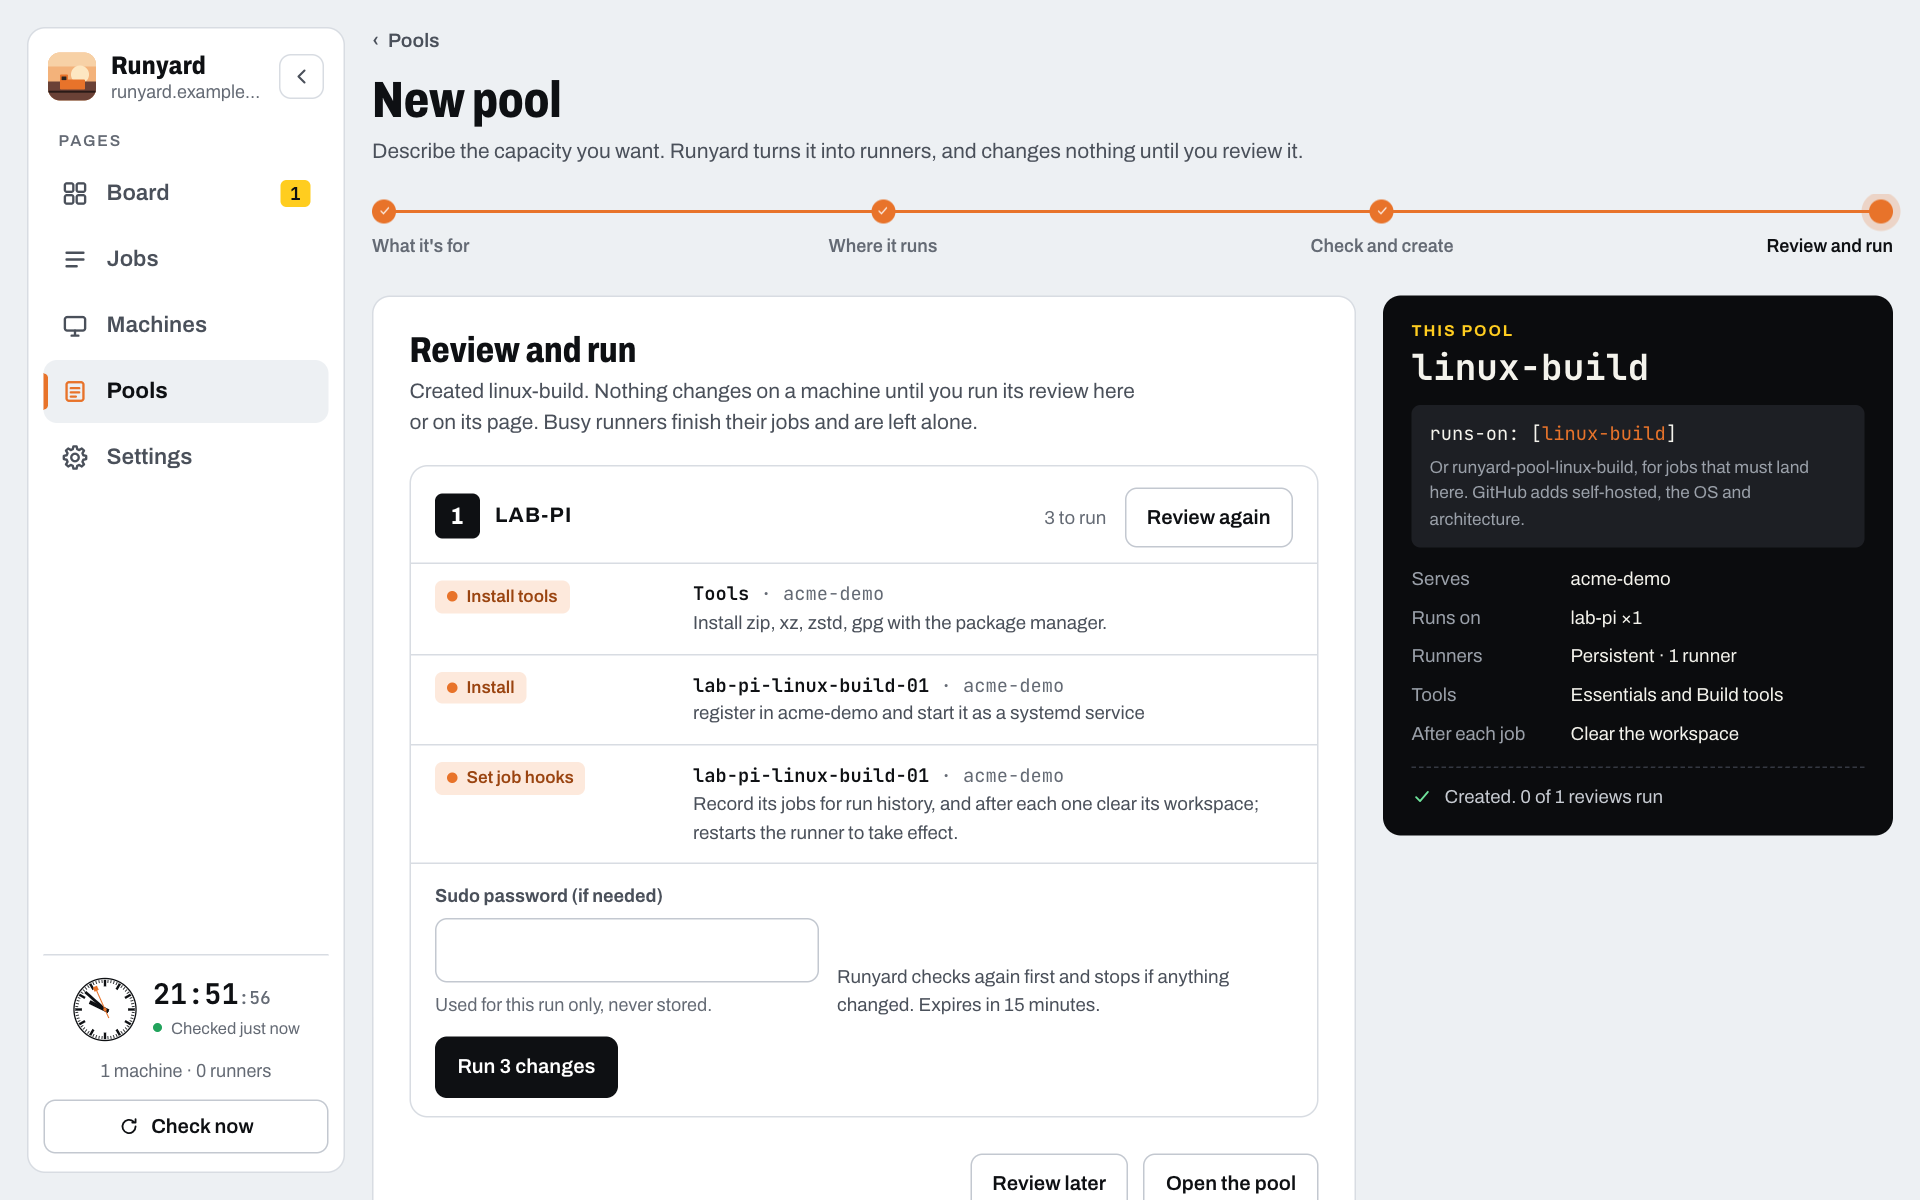 Runyard
runyard.example...
PAGES
Board
1
Jobs
Machines
Pools
Settings
21:51:56
Checked just now
1 machine · 0 runners
Check now
‹ Pools
New pool
Describe the capacity you want. Runyard turns it into runners, and changes nothing until you review it.
What it's for
Where it runs
Check and create
Review and run
Review and run
Created linux-build. Nothing changes on a machine until you run its review here
or on its page. Busy runners finish their jobs and are left alone.
1
LAB-PI
3 to run
Review again
Install tools
Tools · acme-demo
Install zip, xz, zstd, gpg with the package manager.
Install
lab-pi-linux-build-01 · acme-demo
register in acme-demo and start it as a systemd service
Set job hooks
lab-pi-linux-build-01 · acme-demo
Record its jobs for run history, and after each one clear its workspace;
restarts the runner to take effect.
Sudo password (if needed)
Used for this run only, never stored.
Runyard checks again first and stops if anything
changed. Expires in 15 minutes.
Run 3 changes
Review later
Open the pool
THIS POOL
linux-build
runs-on: [linux-build]
Or runyard-pool-linux-build, for jobs that must land
here. GitHub adds self-hosted, the OS and
architecture.
Serves
acme-demo
Runs on
lab-pi ×1
Runners
Persistent · 1 runner
Tools
Essentials and Build tools
After each job
Clear the workspace
Created. 0 of 1 reviews run